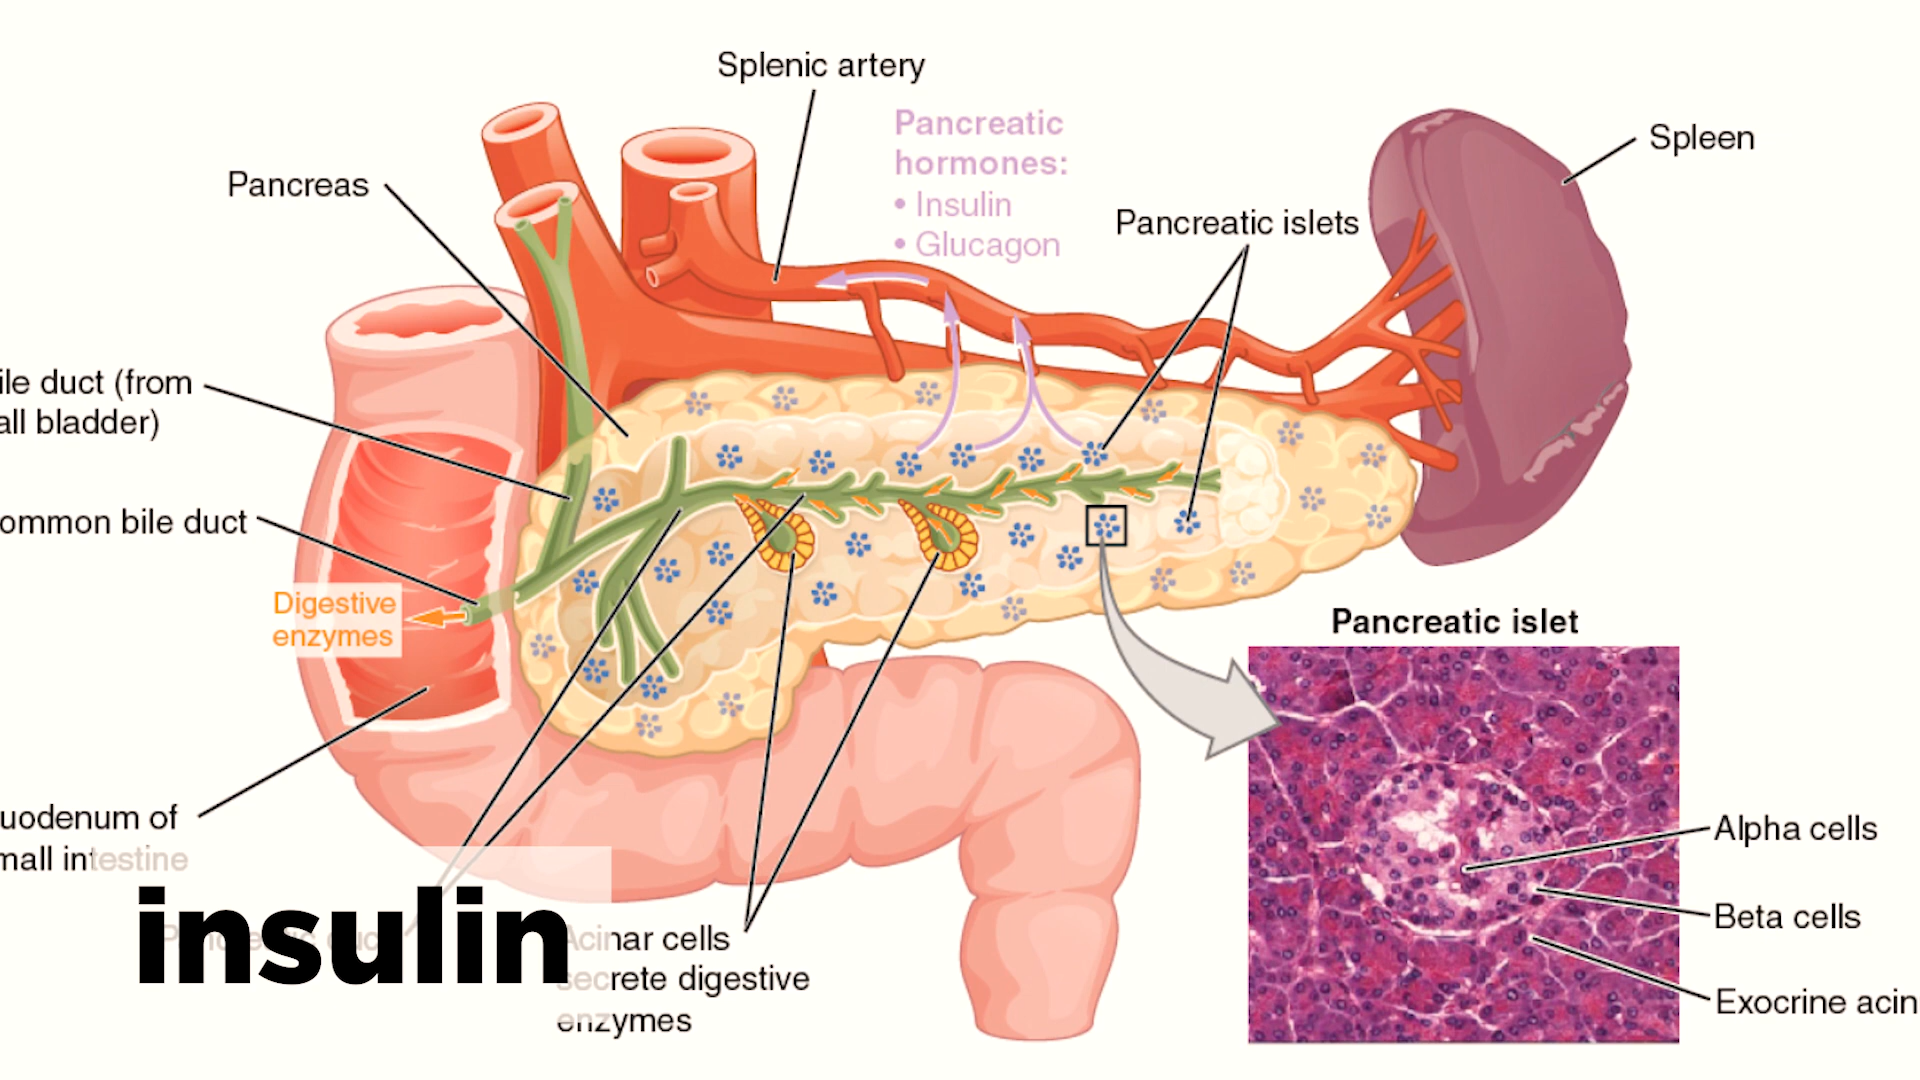 Splenic artery
Pancreatic
hormones:
• Insulin
• Glucagon
Spleen
Pancreas
Pancreatic islets
ile duct (from
all bladder)
ommon bile duct
Digestive
enzymes
Pancreatic islet
uodenum of
mall intestine
insulin
Acinar cells
secrete digestive
enzymes
Alpha cells
Beta cells
Exocrine acin